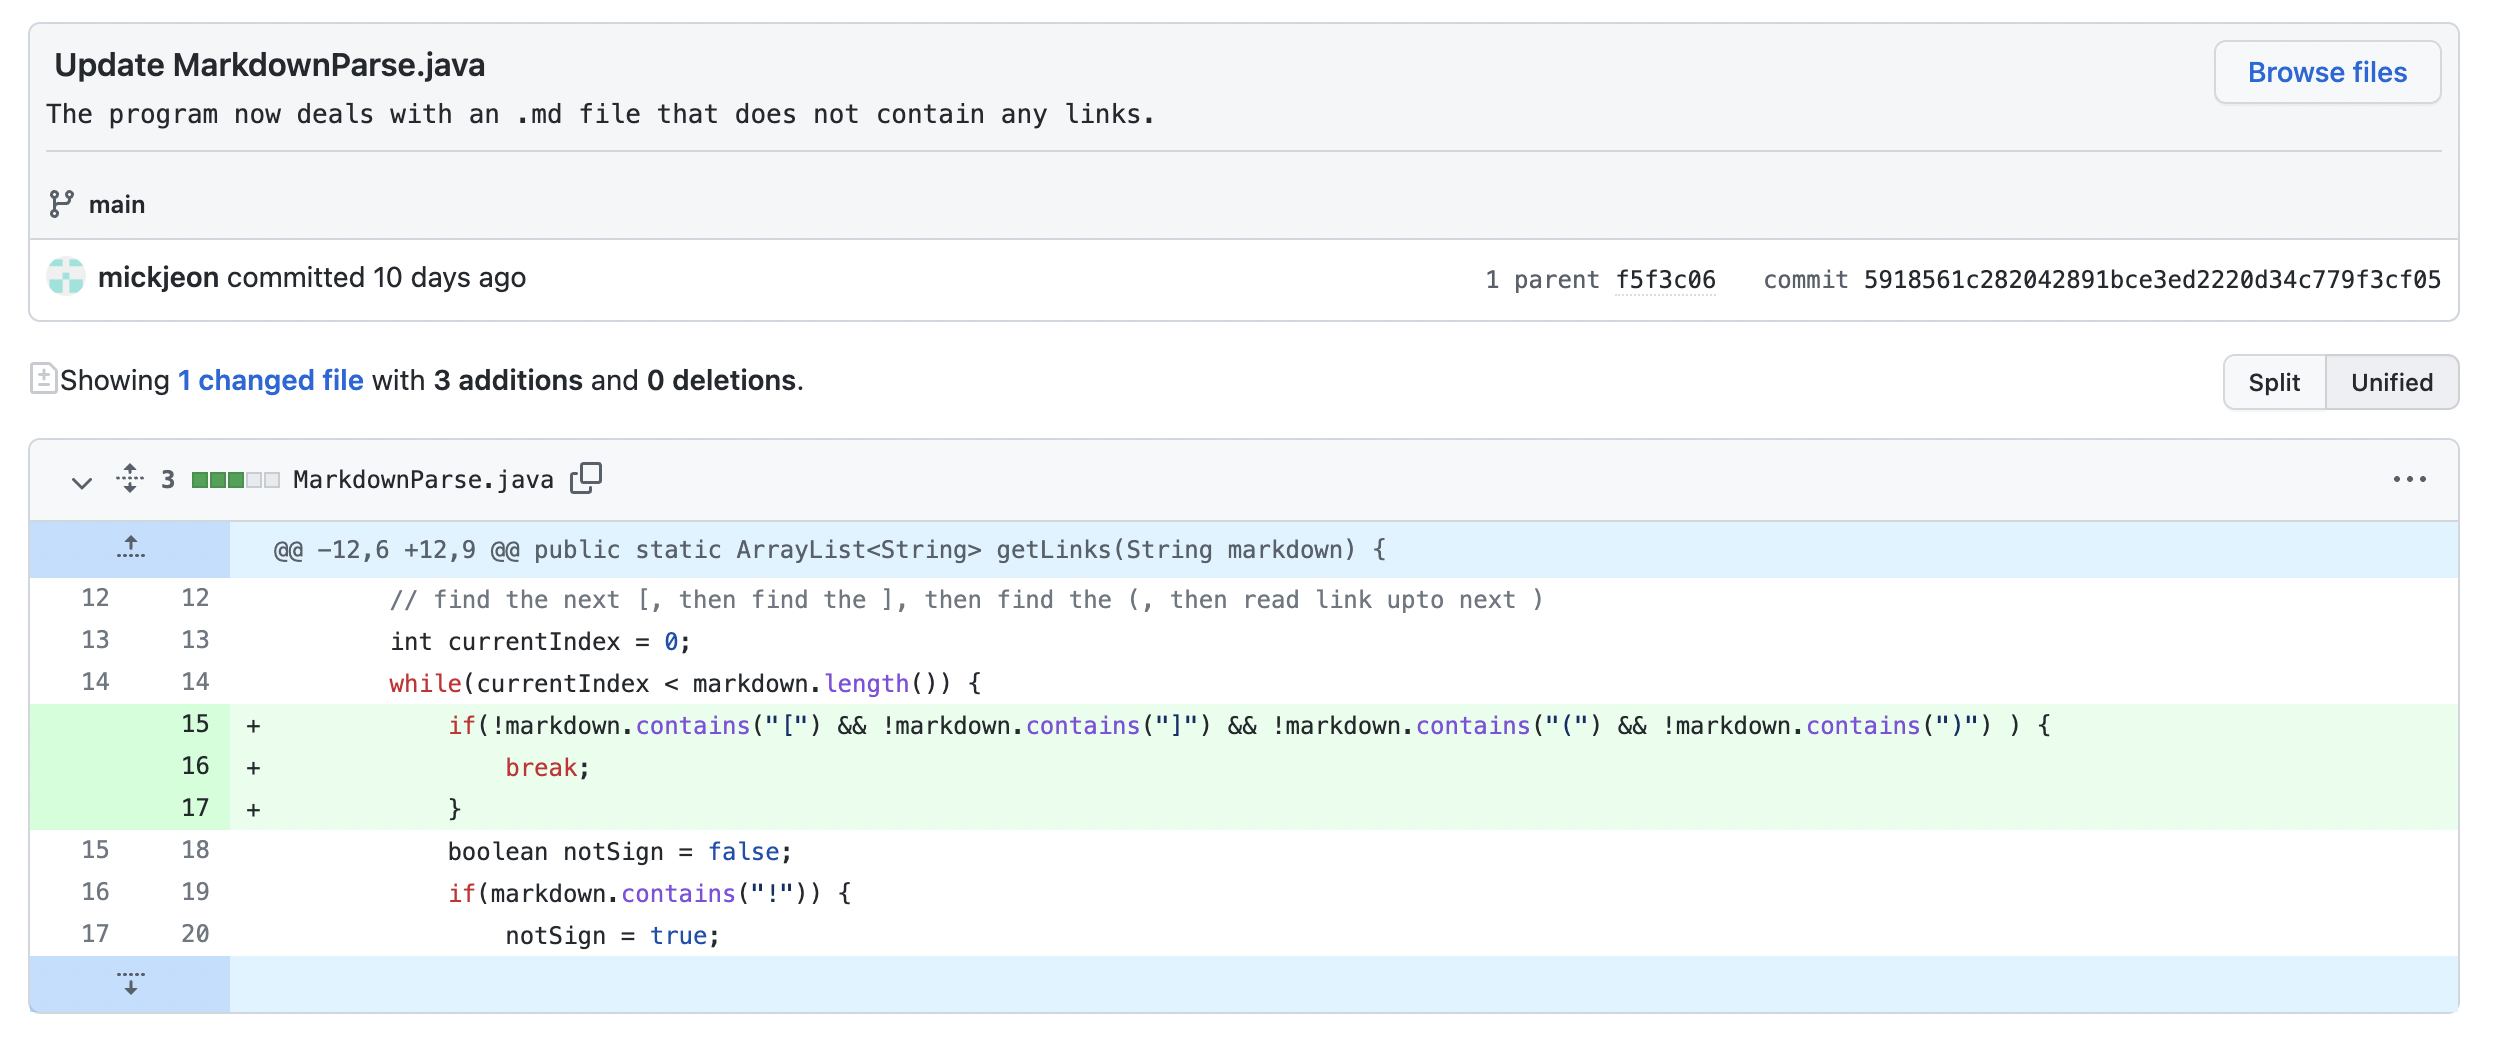 Update MarkdownParse.java
Browse files
The program now deals with an .md file that does not contain any links.
main
mickjeon committed 10 days ago
1 parent f5f3c06 commit 5918561c282042891bce3ed2220d34c779f3cf05
Showing 1 changed file with 3 additions and 0 deletions.
Split Unified
3 MarkdownParse.java
@@ -12,6 +12,9 @@ public static ArrayList<String> getLinks(String markdown) {
12 12 // find the next [, then find the ], then find the (, then read link upto next )
13 13 int currentIndex = 0;
14 14 while(currentIndex < markdown.length()) {
15 + if(!markdown.contains("[") && !markdown.contains("]") && !markdown.contains("(") && !markdown.contains(")") ) {
16 + break;
17 + }
15 18 boolean notSign = false;
16 19 if(markdown.contains("!")) {
17 20 notSign = true;